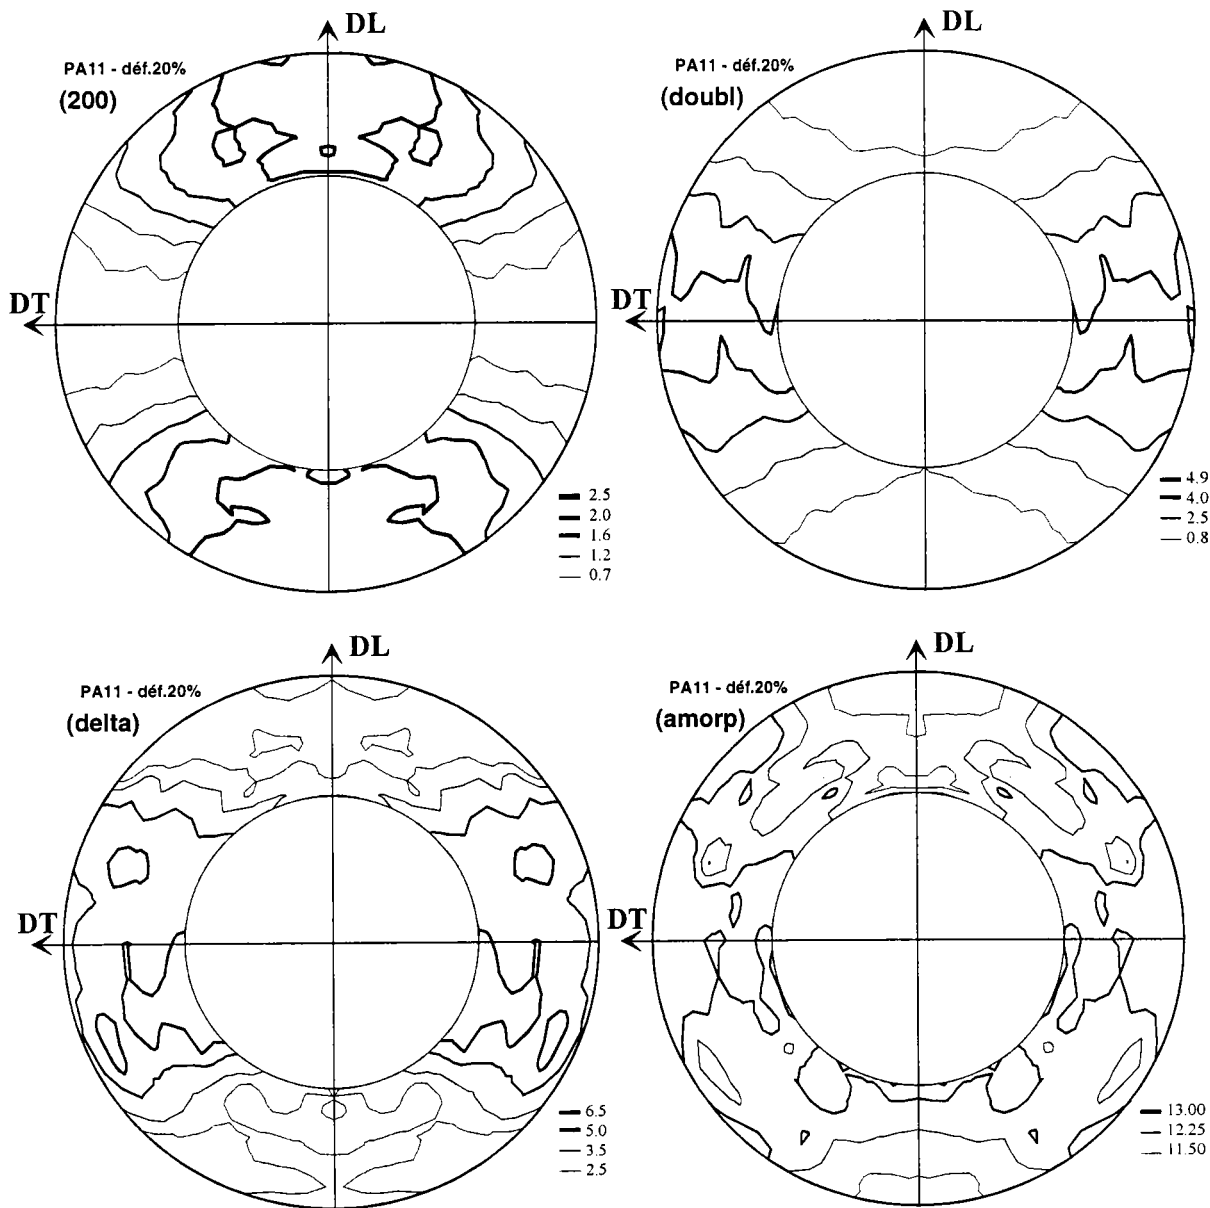 DL
PA11 - déf.20%
(200)
DT
2.5
2.0
1.6
1.2
0.7
DL
PA11 - déf.20%
(doubl)
DT
4.9
4.0
2.5
0.8
DL
PA11 - déf.20%
(delta)
DT
6.5
5.0
3.5
2.5
DL
PA11 - déf.20%
(amorp)
DT
13.00
12.25
11.50